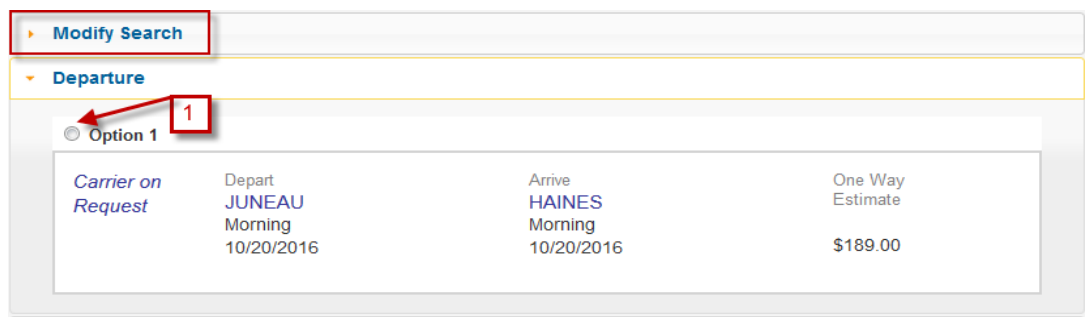 Modify Search
Departure
1
Option 1
Carrier on Request
Depart
JUNEAU
Morning
10/20/2016
Arrive
HAINES
Morning
10/20/2016
One Way
Estimate
$189.00